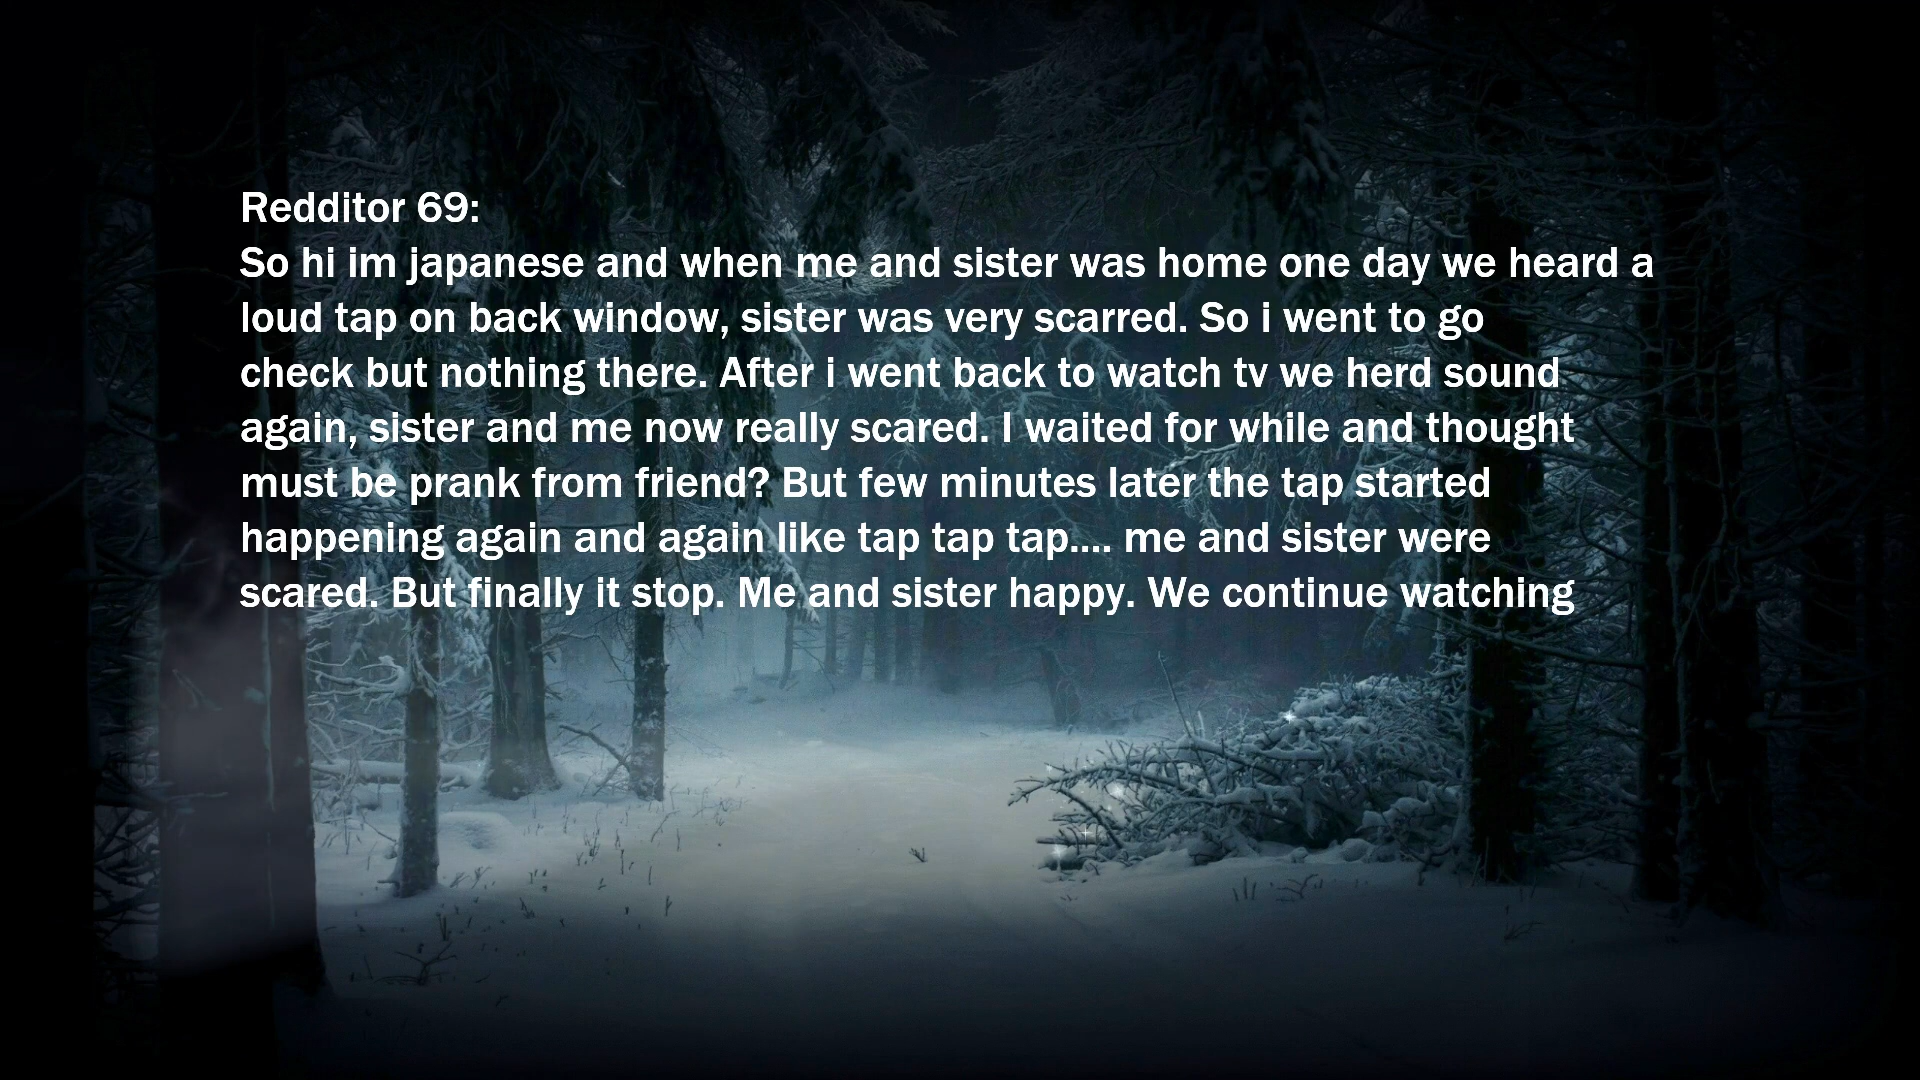 Redditor 69:
So hi im japanese and when me and sister was home one day we heard a
loud tap on back window, sister was very scarred. So i went to go
check but nothing there. After i went back to watch tv we herd sound
again, sister and me now really scared. I waited for while and thought
must be prank from friend? But few minutes later the tap started
happening again and again like tap tap tap.... me and sister were
scared. But finally it stop. Me and sister happy. We continue watching